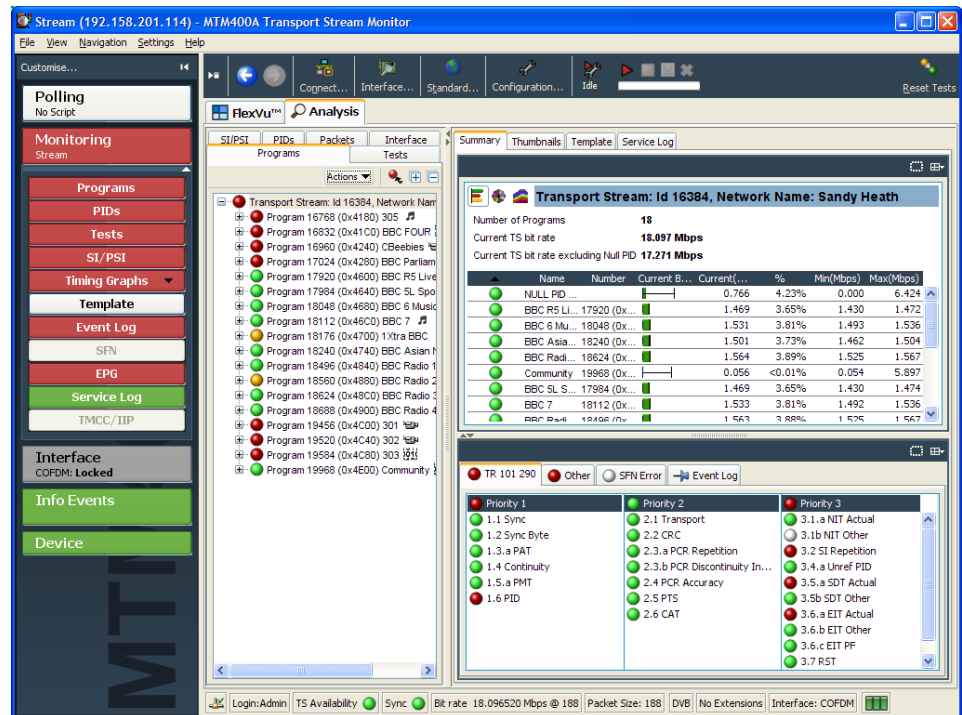 Stream (192.158.201.114) - MTM400A Transport Stream Monitor
File View Navigation Settings Help
Customise...
Connect... Interface... Standard... Configuration... Idle Reset Tests
Polling
No Script
Monitoring
Stream
Programs
PIDs
Tests
SI/PSI
Timing Graphs
Template
Event Log
SFN
EPG
Service Log
TMCC/IIP
Interface
COFDM: Locked
Info Events
Device
MTM
FlexVu™ Analysis
SI/PSI PIDs Packets Interface
Programs Tests
Actions
Transport Stream: Id 16384, Network Nam
Program 16768 (0x4180) 305
Program 16832 (0x41C0) BBC FOUR
Program 16960 (0x4240) CBeebies
Program 17024 (0x4280) BBC Parliam
Program 17920 (0x4600) BBC R5 Live
Program 17984 (0x4640) BBC 5L Spo
Program 18048 (0x4680) BBC 6 Music
Program 18112 (0x46C0) BBC 7
Program 18176 (0x4700) 1Xtra BBC
Program 18240 (0x4740) BBC Asian N
Program 18496 (0x4840) BBC Radio 1
Program 18560 (0x4880) BBC Radio 2
Program 18624 (0x48C0) BBC Radio 3
Program 18688 (0x4900) BBC Radio 4
Program 19456 (0x4C00) 301
Program 19520 (0x4C40) 302
Program 19584 (0x4C80) 303
Program 19968 (0x4E00) Community
Summary Thumbnails Template Service Log
Transport Stream: Id 16384, Network Name: Sandy Heath
Number of Programs 18
Current TS bit rate 18.097 Mbps
Current TS bit rate excluding Null PID 17.271 Mbps
Name Number Current B... Current(... % Min(Mbps) Max(Mbps)
NULL PID ... 0.766 4.23% 0.000 6.424
BBC R5 Li... 17920 (0x... 1.469 3.65% 1.430 1.472
BBC 6 Mu... 18048 (0x... 1.531 3.81% 1.493 1.536
BBC Asia... 18240 (0x... 1.501 3.73% 1.462 1.504
BBC Radi... 18624 (0x... 1.564 3.89% 1.525 1.567
Community 19968 (0x... 0.056 <0.01% 0.054 5.897
BBC 5L S... 17984 (0x... 1.469 3.65% 1.430 1.474
BBC 7 18112 (0x... 1.533 3.81% 1.492 1.536
BBC Radi... 18496 (0x... 1.563 3.88% 1.525 1.567
TR 101 290 Other SFN Error Event Log
Priority 1
1.1 Sync
1.2 Sync Byte
1.3.a PAT
1.4 Continuity
1.5.a PMT
1.6 PID
Priority 2
2.1 Transport
2.2 CRC
2.3.a PCR Repetition
2.3.b PCR Discontinuity In...
2.4 PCR Accuracy
2.5 PTS
2.6 CAT
Priority 3
3.1.a NIT Actual
3.1b NIT Other
3.2 SI Repetition
3.4.a Unref PID
3.5.a SDT Actual
3.5b SDT Other
3.6.a EIT Actual
3.6.b EIT Other
3.6.c EIT PF
3.7 RST
Login:Admin TS Availability Sync Bit rate 18.096520 Mbps @ 188 Packet Size: 188 DVB No Extensions Interface: COFDM